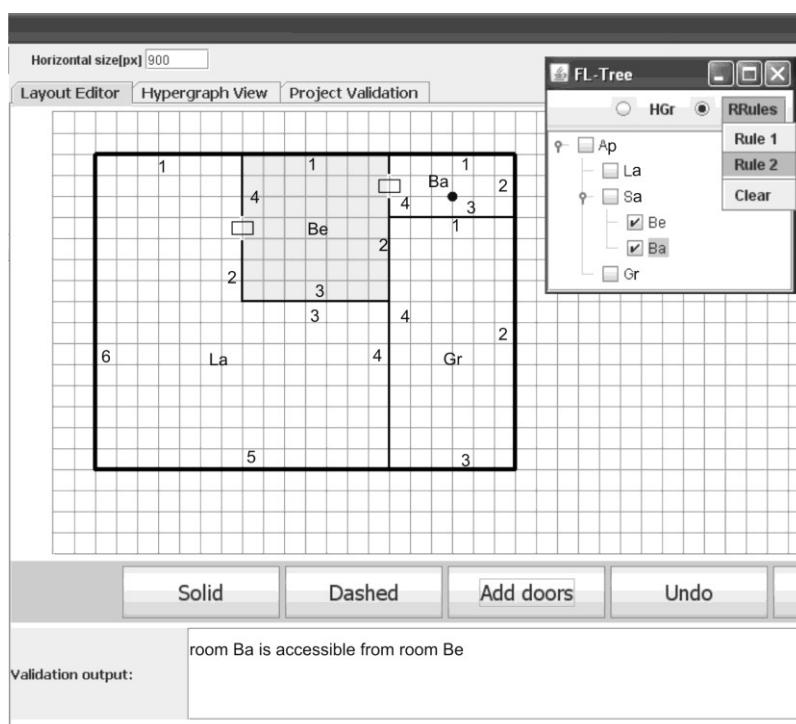 Horizontal size[px] 900
Layout Editor Hypergraph View Project Validation
FL-Tree
HGr RRules
Rule 1
Rule 2
Clear
Ap
La
Sa
Be
Ba
Gr
1 1 1
Ba 2
4 4 3
Be 1
2
2 3
3 4
2
6 La 4 Gr
5 3
Solid Dashed Add doors Undo
Validation output:
room Ba is accessible from room Be